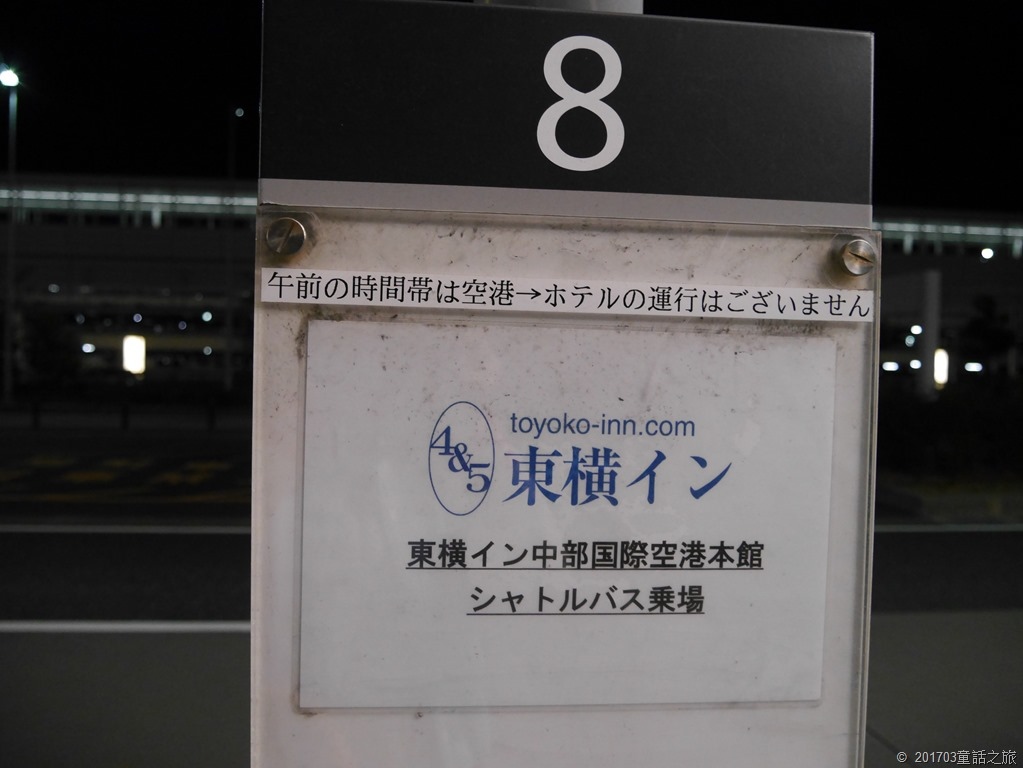 8
午前の時間帯は空港→ホテルの運行はございません
4&5
toyoko-inn.com
東横イン
東横イン中部国際空港本館
シャトルバス乗場
© 201703童話之旅